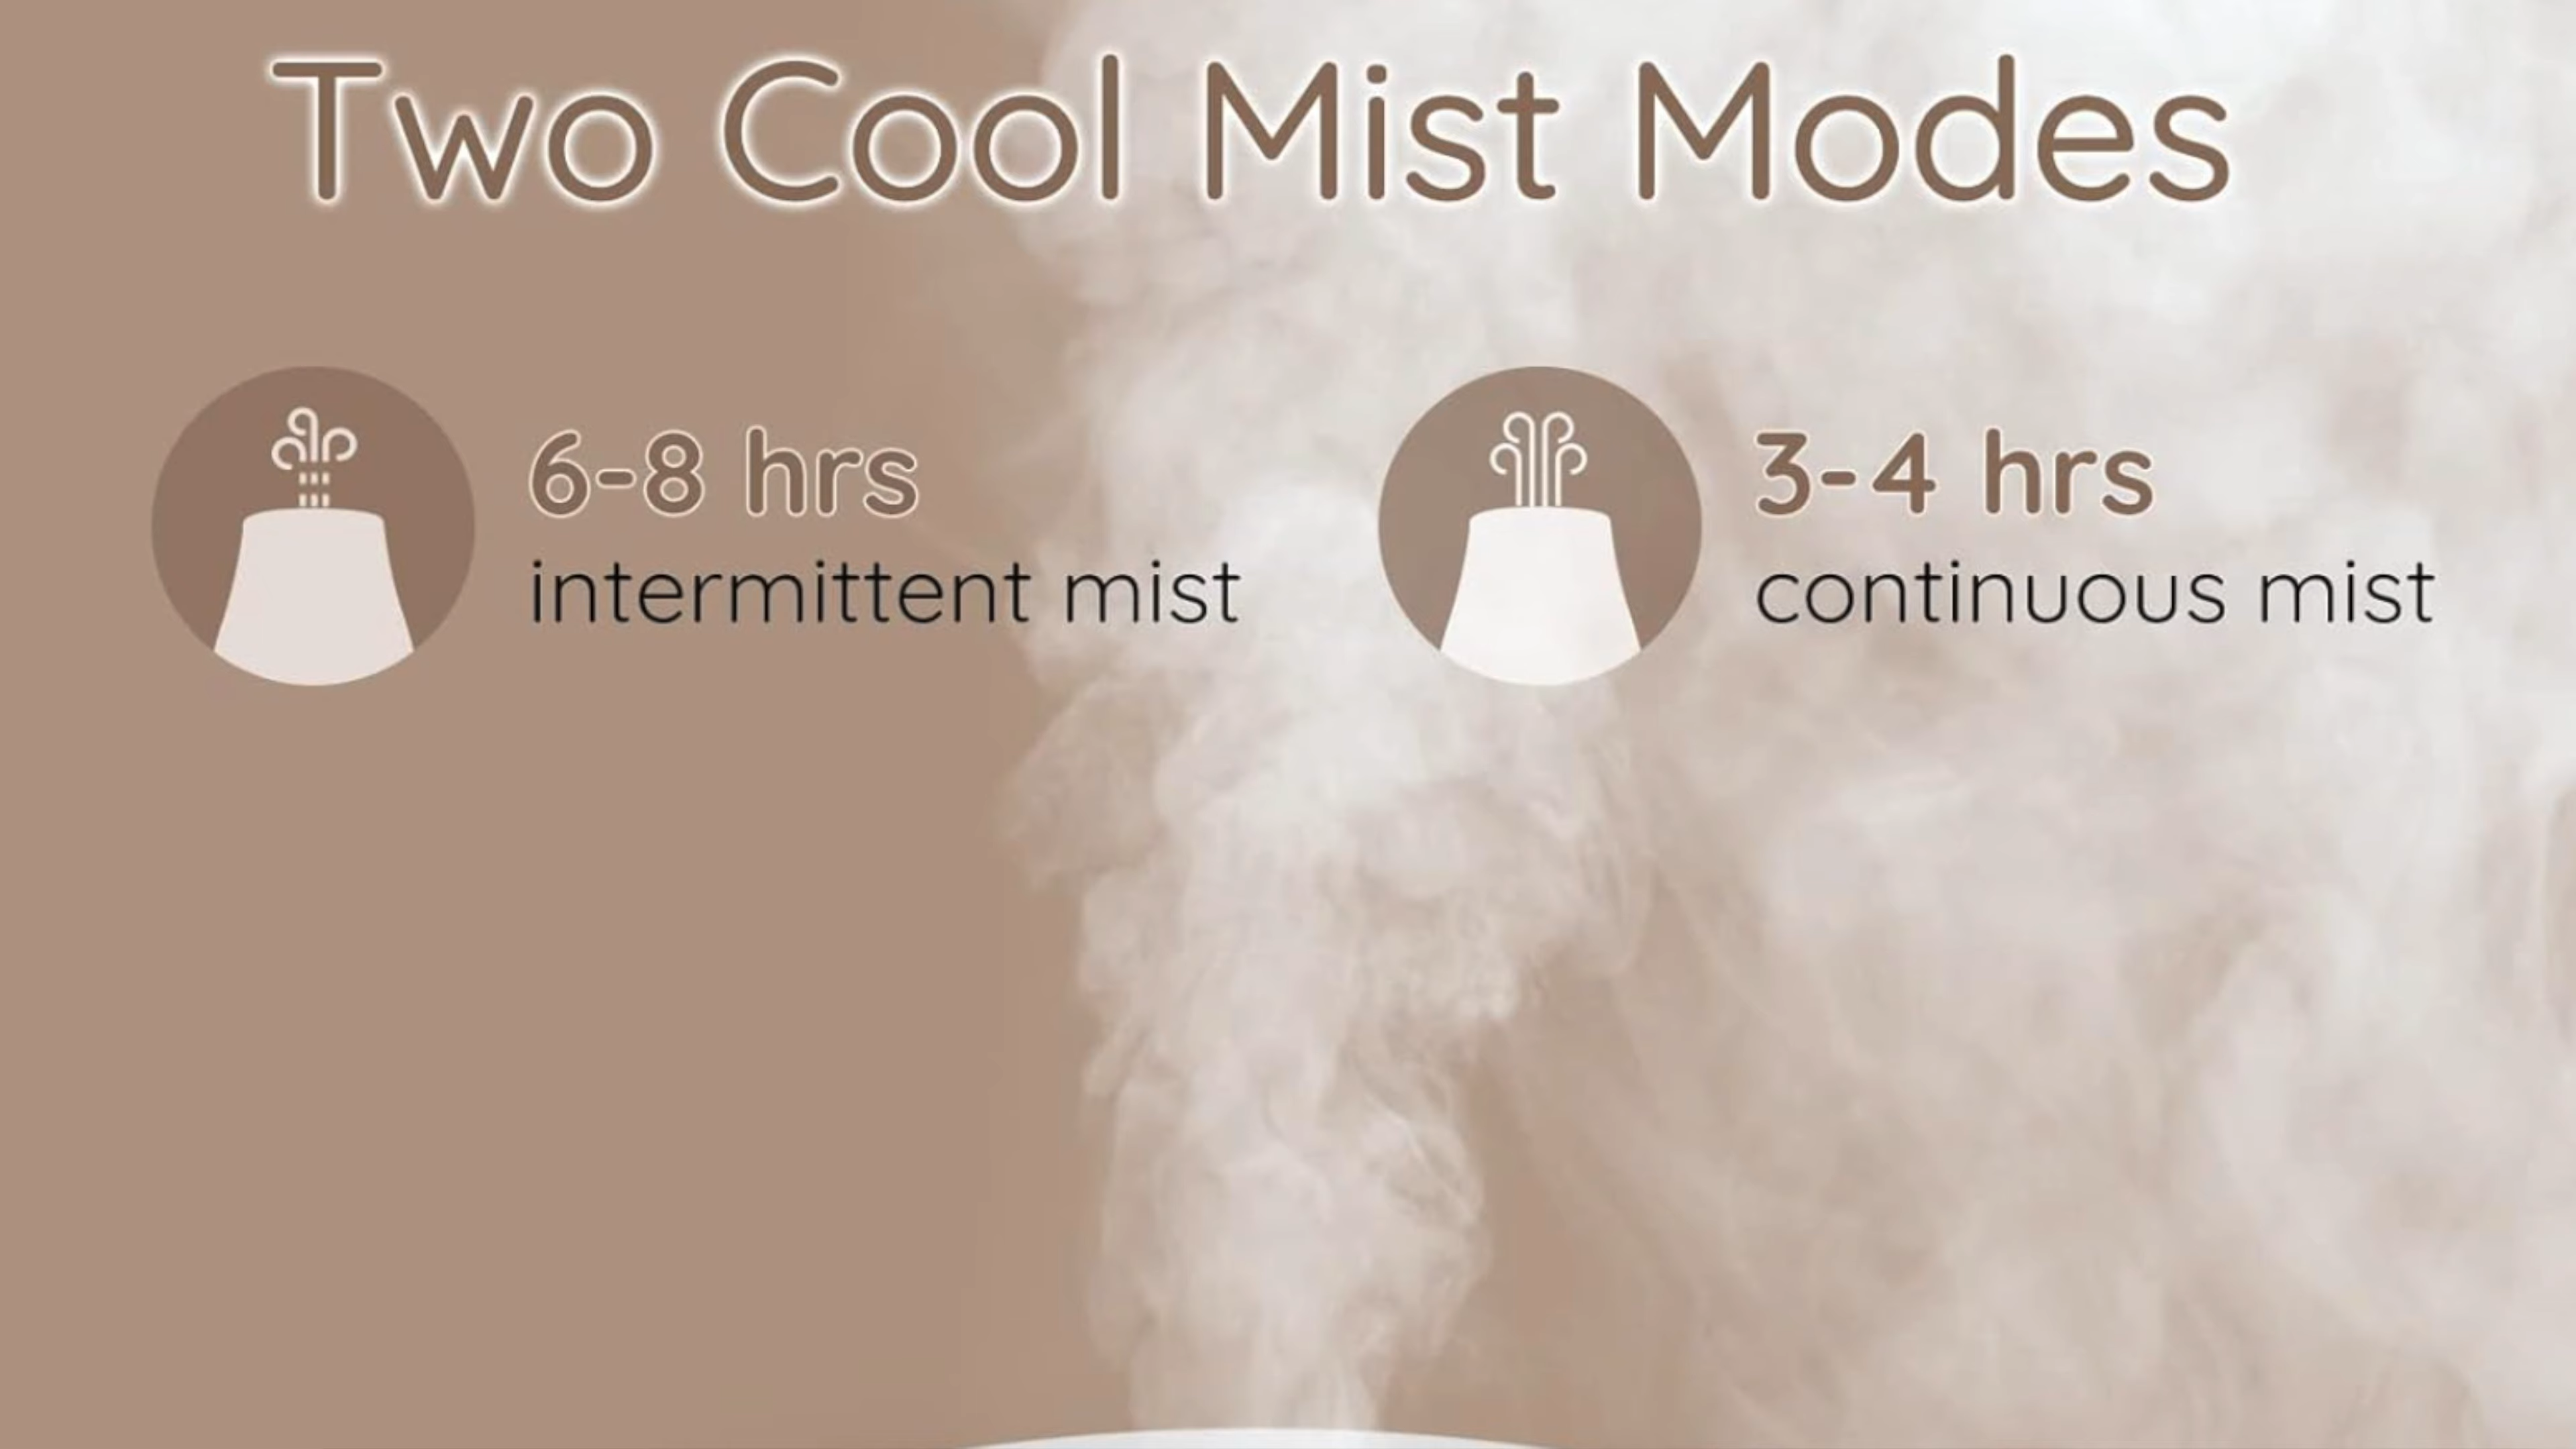 Two Cool Mist Modes
6-8 hrs
intermittent mist
3-4 hrs
continuous mist